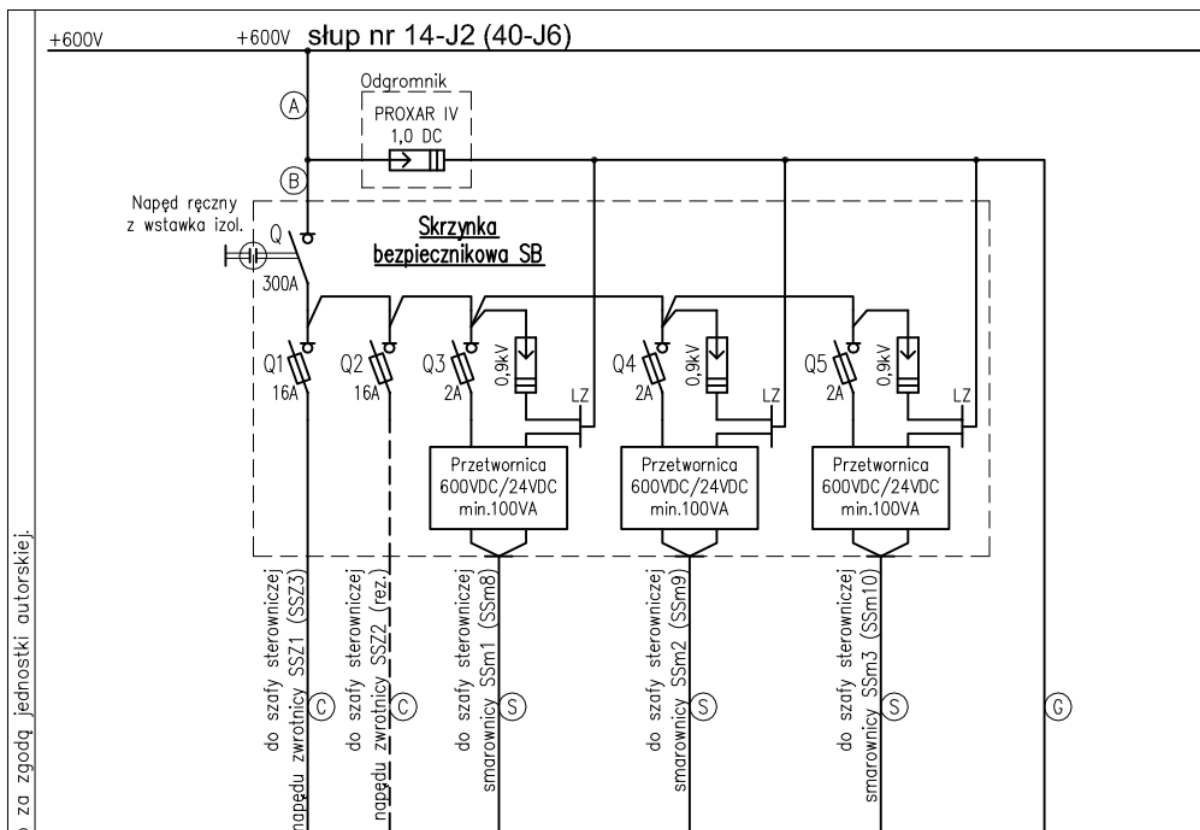 +600V
+600V
słup nr 14-J2 (40-J6)
Odgromnik
A
PROXAR IV
1,0 DC
B
Napęd ręczny
z wstawka izol.
Q
300A
Skrzynka
bezpiecznikowa SB
Q1
16A
Q2
16A
Q3
2A
0,9kV
LZ
Q4
2A
0,9kV
LZ
Q5
2A
0,9kV
LZ
Przetwornica
600VDC/24VDC
min.100VA
Przetwornica
600VDC/24VDC
min.100VA
Przetwornica
600VDC/24VDC
min.100VA
do szafy sterowniczej
napędu zwrotnicy SSZ1 (SSZ3)
C
do szafy sterowniczej
napędu zwrotnicy SSZ2 (rez.)
C
do szafy sterowniczej
smarownicy SSm1 (SSm8)
S
do szafy sterowniczej
smarownicy SSm2 (SSm9)
S
do szafy sterowniczej
smarownicy SSm3 (SSm10)
S
G
za zgodą jednostki autorskiej.